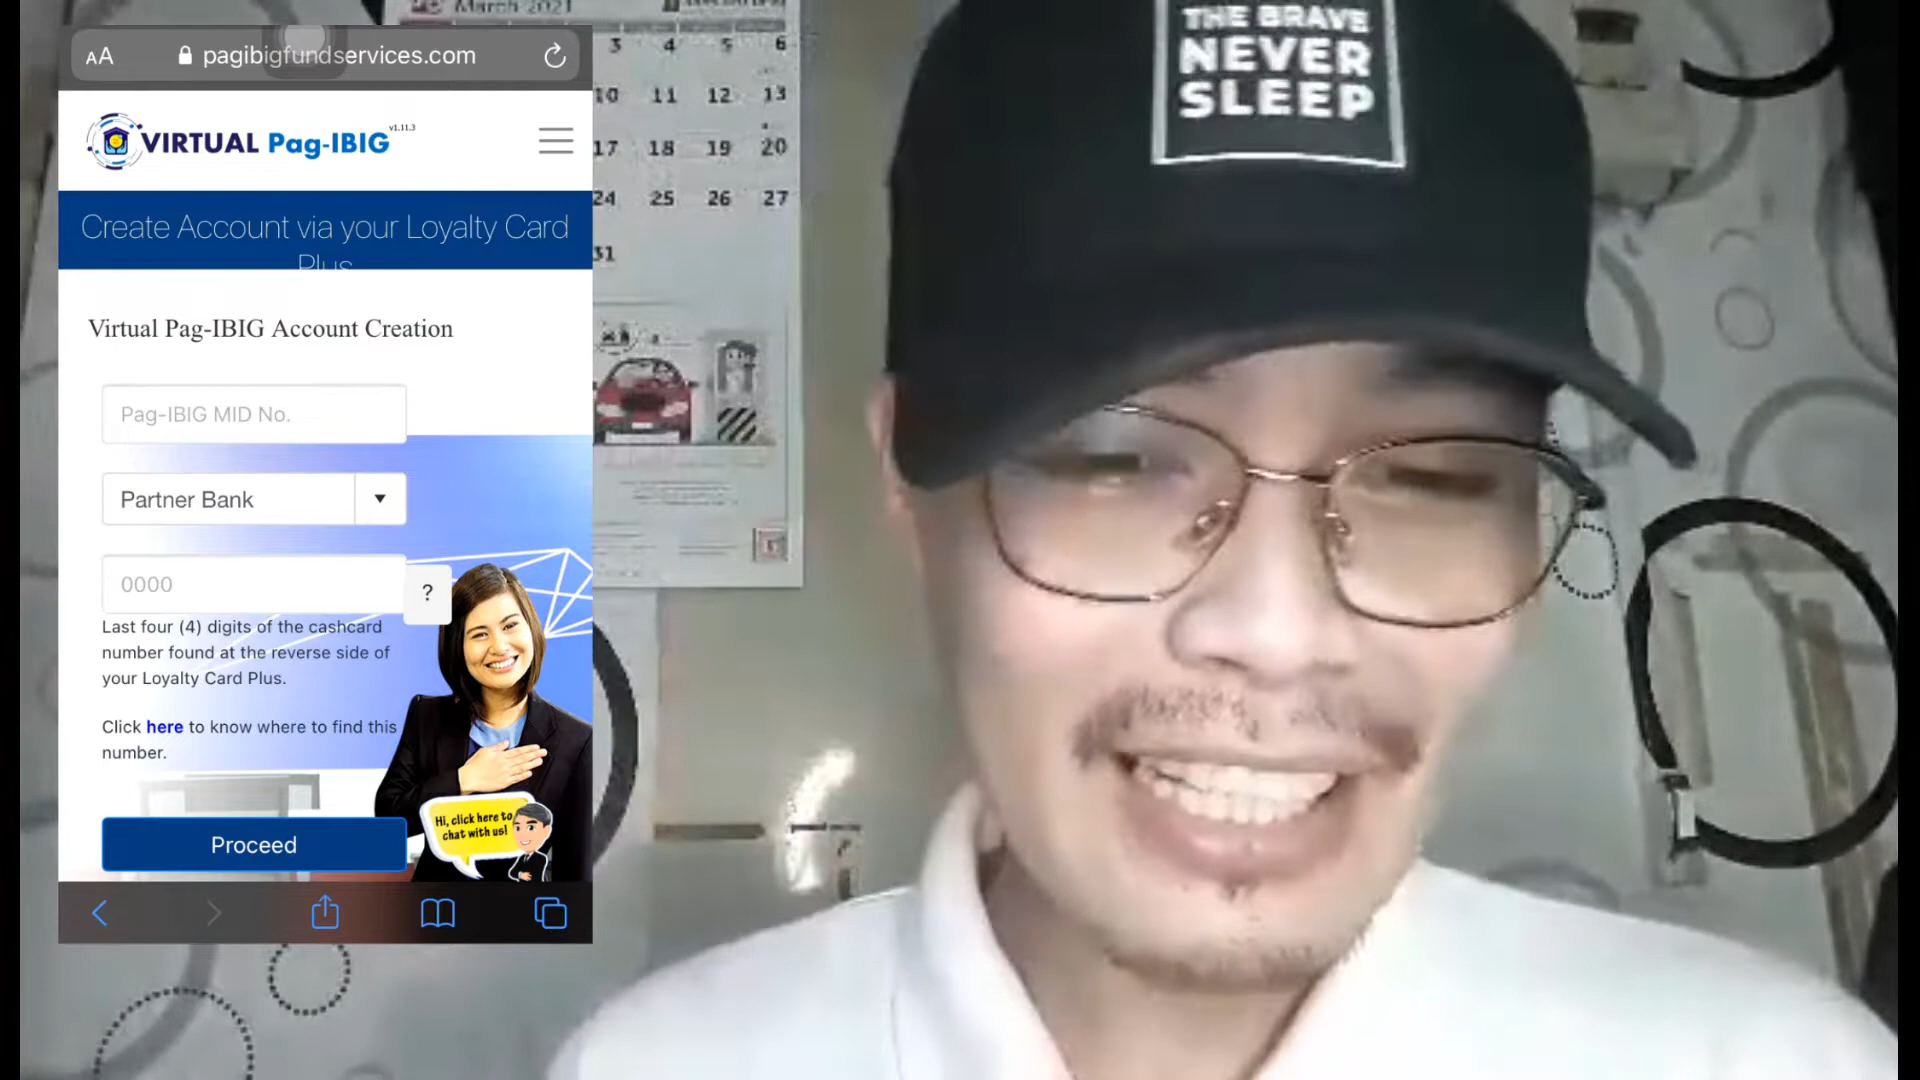 AA pagibigfundservices.com
VIRTUAL Pag-IBIG v1.11.3
Create Account via your Loyalty Card
Plus
Virtual Pag-IBIG Account Creation
Pag-IBIG MID No.
Partner Bank
0000
?
Last four (4) digits of the cashcard
number found at the reverse side of
your Loyalty Card Plus.
Click here to know where to find this
number.
Hi, click here to
chat with us!
Proceed
March 2021
3 4 5 6
10 11 12 13
17 18 19 20
24 25 26 27
31
THE BRAVE
NEVER
SLEEP